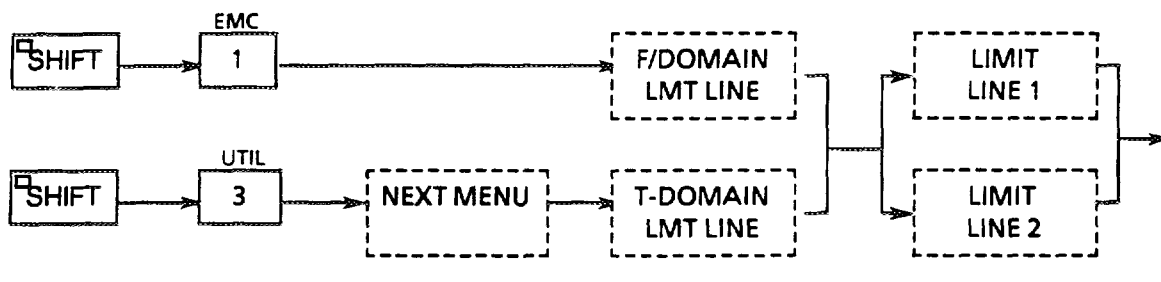 EMC
SHIFT
1
F/DOMAIN
LMT LINE
LIMIT
LINE 1
UTIL
SHIFT
3
NEXT MENU
T-DOMAIN
LMT LINE
LIMIT
LINE 2